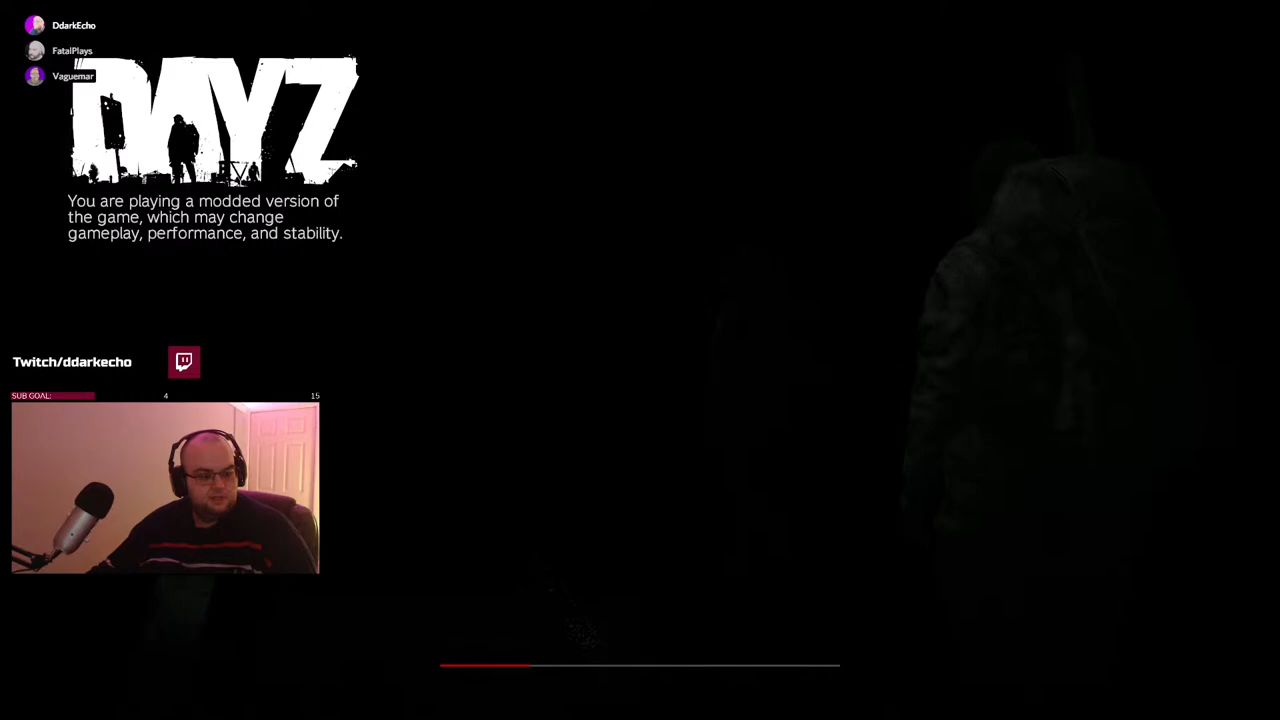 DdarkEcho
FatalPlays
Vaguemar
DAYZ
You are playing a modded version of
the game, which may change
gameplay, performance, and stability.
Twitch/ddarkecho
SUB GOAL: 4 15